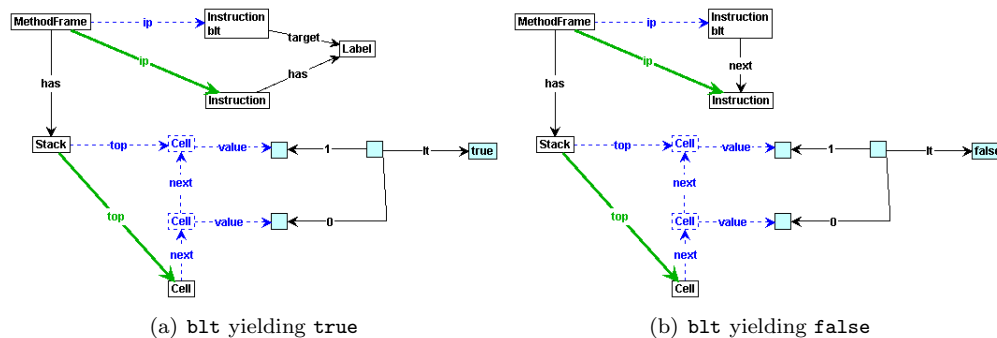 MethodFrame
ip
Instruction
blt
target
Label
ip
has
has
Instruction
Stack
top
Cell
value
1
lt
true
next
top
Cell
value
0
next
Cell
(a) blt yielding true
MethodFrame
ip
Instruction
blt
ip
next
has
Instruction
Stack
top
Cell
value
1
lt
false
next
top
Cell
value
0
next
Cell
(b) blt yielding false